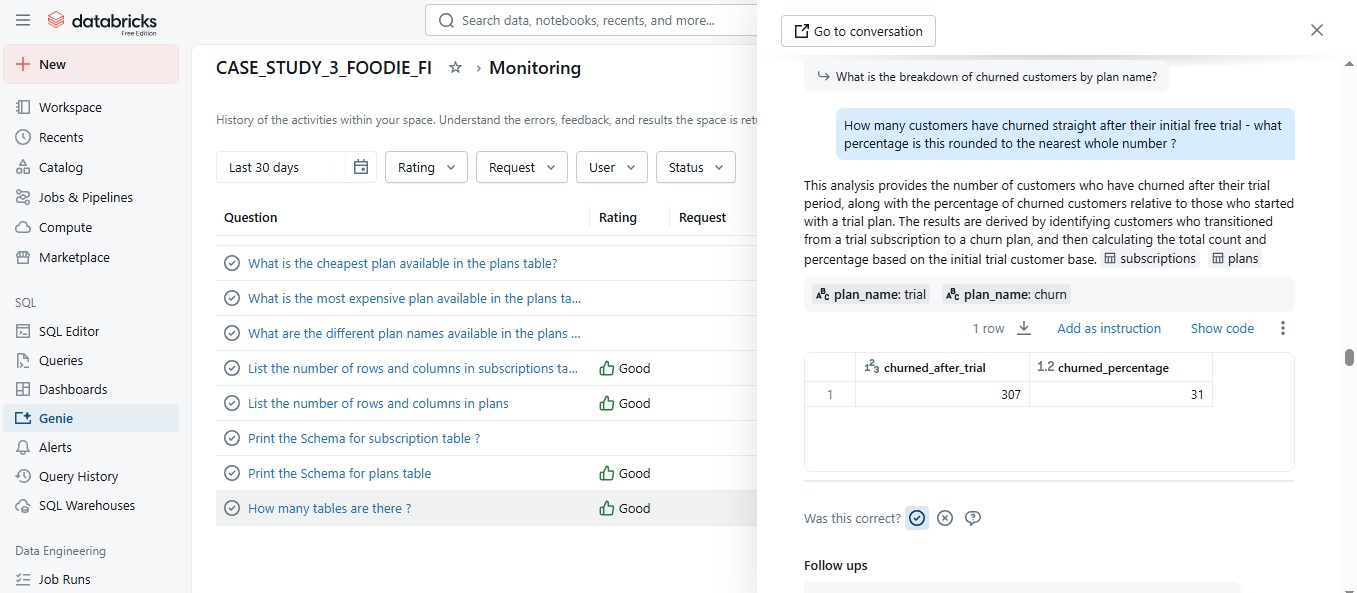 databricks
Free Edition
Search data, notebooks, recents, and more...
New
Workspace
Recents
Catalog
Jobs & Pipelines
Compute
Marketplace
SQL
SQL Editor
Queries
Dashboards
Genie
Alerts
Query History
SQL Warehouses
Data Engineering
Job Runs
CASE_STUDY_3_FOODIE_FI › Monitoring
History of the activities within your space. Understand the errors, feedback, and results the space is retu
Last 30 days
Rating
Request
User
Status
Question Rating Request
What is the cheapest plan available in the plans table?
What is the most expensive plan available in the plans ta...
What are the different plan names available in the plans ...
List the number of rows and columns in subscriptions ta... Good
List the number of rows and columns in plans Good
Print the Schema for subscription table ?
Print the Schema for plans table Good
How many tables are there ? Good
Go to conversation
What is the breakdown of churned customers by plan name?
How many customers have churned straight after their initial free trial - what
percentage is this rounded to the nearest whole number ?
This analysis provides the number of customers who have churned after their trial
period, along with the percentage of churned customers relative to those who started
with a trial plan. The results are derived by identifying customers who transitioned
from a trial subscription to a churn plan, and then calculating the total count and
percentage based on the initial trial customer base. subscriptions plans
plan_name: trial plan_name: churn
1 row Add as instruction Show code
churned_after_trial 1.2 churned_percentage
1 307 31
Was this correct?
Follow ups